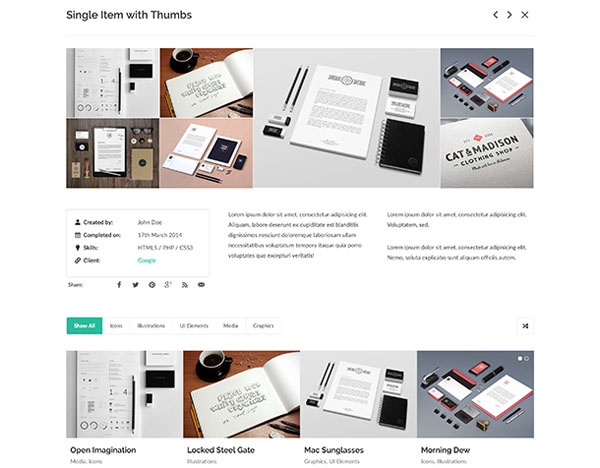 Single Item with Thumbs
CAT & MADISON
CLOTHING SHOP
Created by: John Doe
Completed on: 17th March 2014
Skills: HTML5 / PHP / CSS3
Client: Google
Share:
Lorem ipsum dolor sit amet, consectetur adipisicing elit.
Aliquam, labore deserunt ex cupiditate est dolore dignissimos
dignissimos nesciunt doloremque laboriosam ullam
necessitatibus voluptatum tempora itaque quia porro
voluptates quo excepturi veritatis!
Lorem ipsum dolor sit amet, consectetur adipisicing elit.
Voluptatem, sed.
Lorem ipsum dolor sit amet, consectetur adipisicing elit.
Nemo, soluta explicabo sunt aliquam officiis autem.
Show All
Icons
Illustrations
UI Elements
Media
Graphics
Open Imagination
Media, Icons
Locked Steel Gate
Illustrations
Mac Sunglasses
Graphics, UI Elements
Morning Dew
Icons, Illustrations